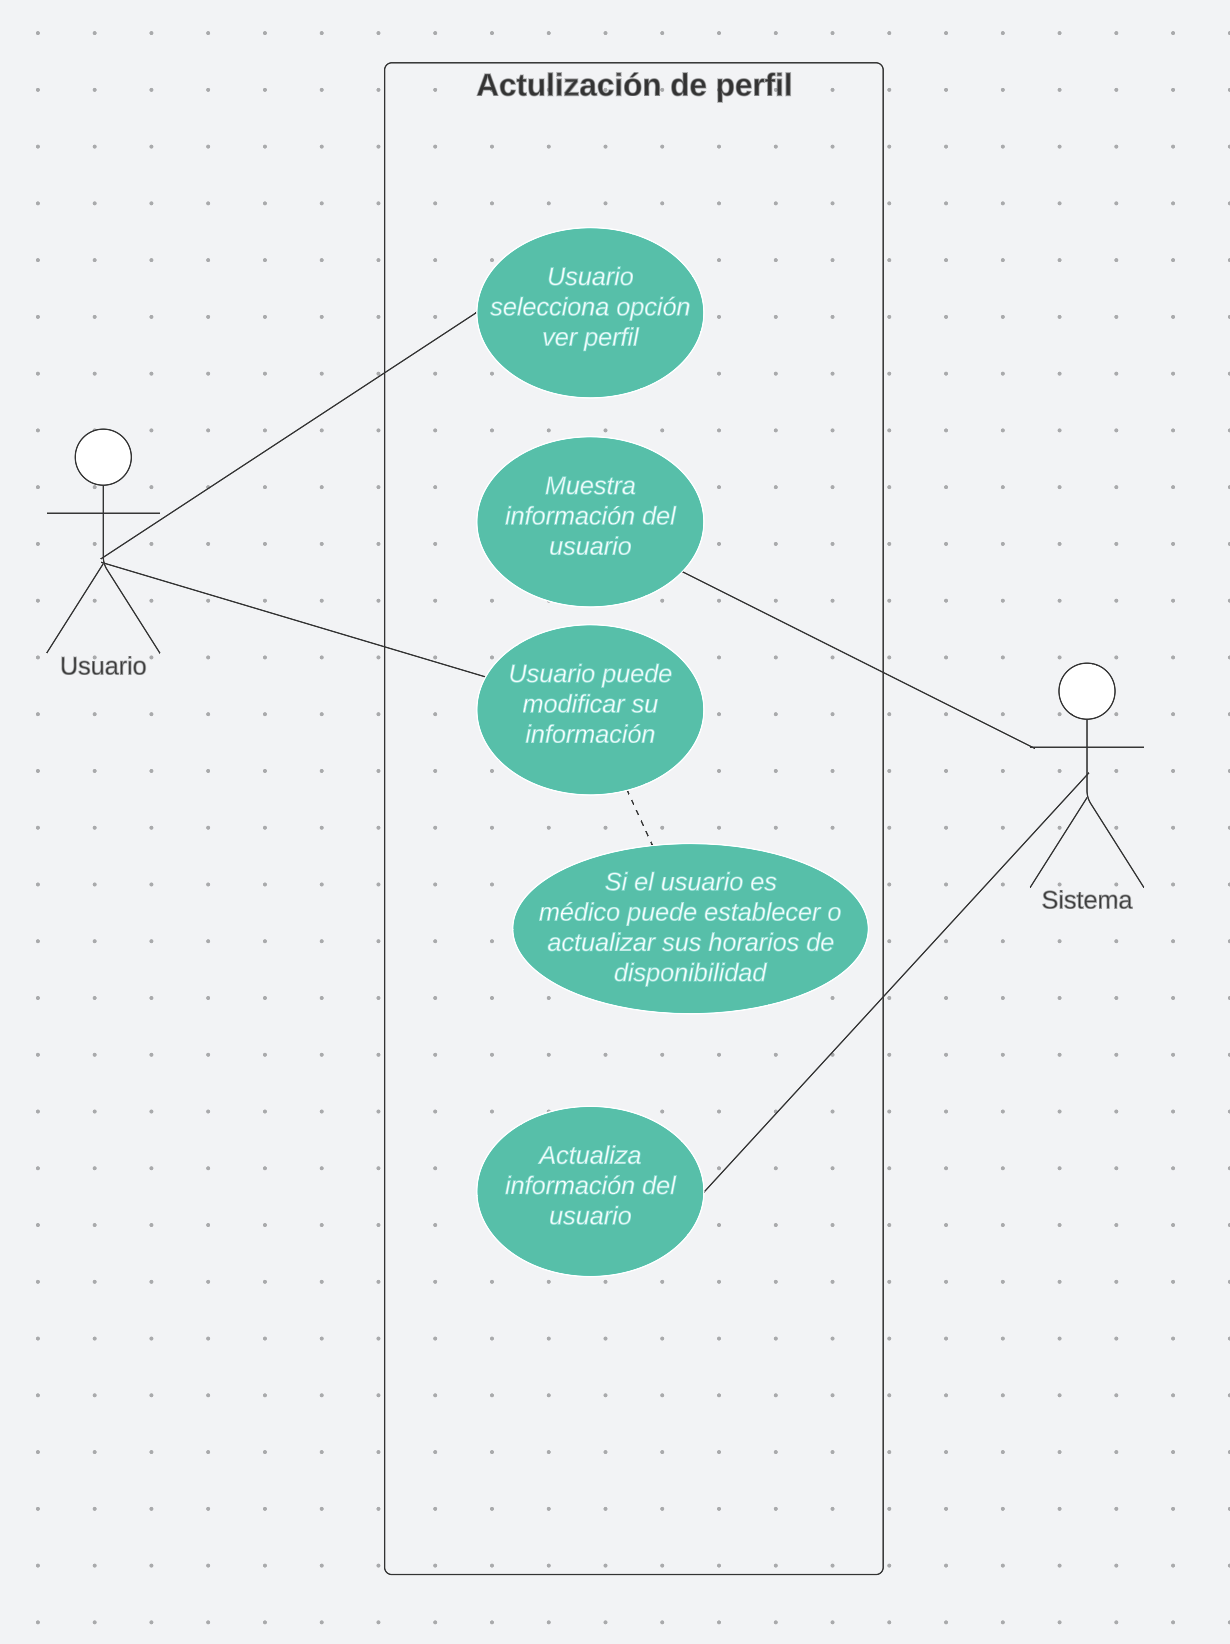 Actulización de perfil
Usuario
selecciona opción
ver perfil
Muestra
información del
usuario
Usuario
Usuario puede
modificar su
información
Si el usuario es
médico puede establecer o
actualizar sus horarios de
disponibilidad
Sistema
Actualiza
información del
usuario